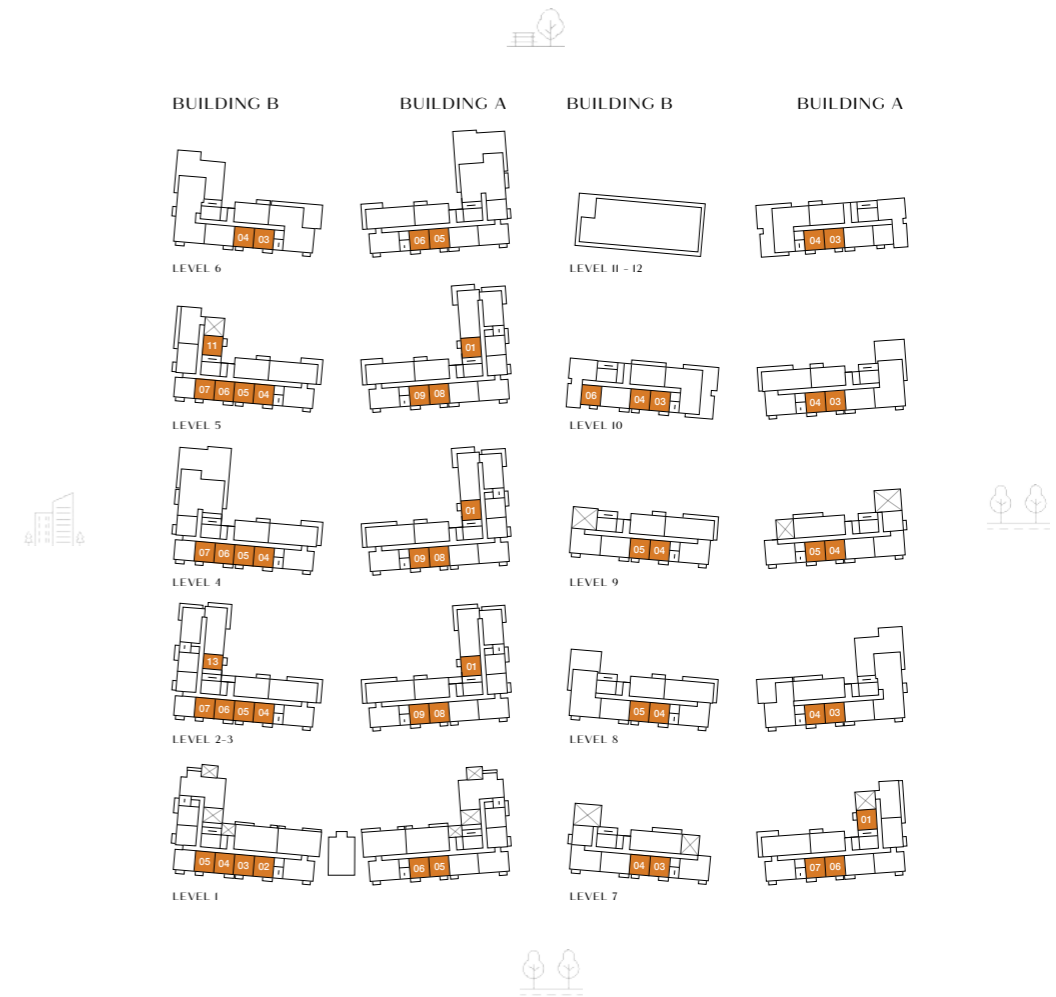 BUILDING B BUILDING A BUILDING B BUILDING A
04 03 06 05 04 03
LEVEL 6 LEVEL 11 - 12
11 01
07 06 05 04 09 08 06 04 03 04 03
LEVEL 5 LEVEL 10
01
07 06 05 04 09 08 05 04 05 04
LEVEL 4 LEVEL 9
13 01
07 06 05 04 09 08 05 04 04 03
LEVEL 2-3 LEVEL 8
01
05 04 03 02 06 05 04 03 07 06
LEVEL 1 LEVEL 7